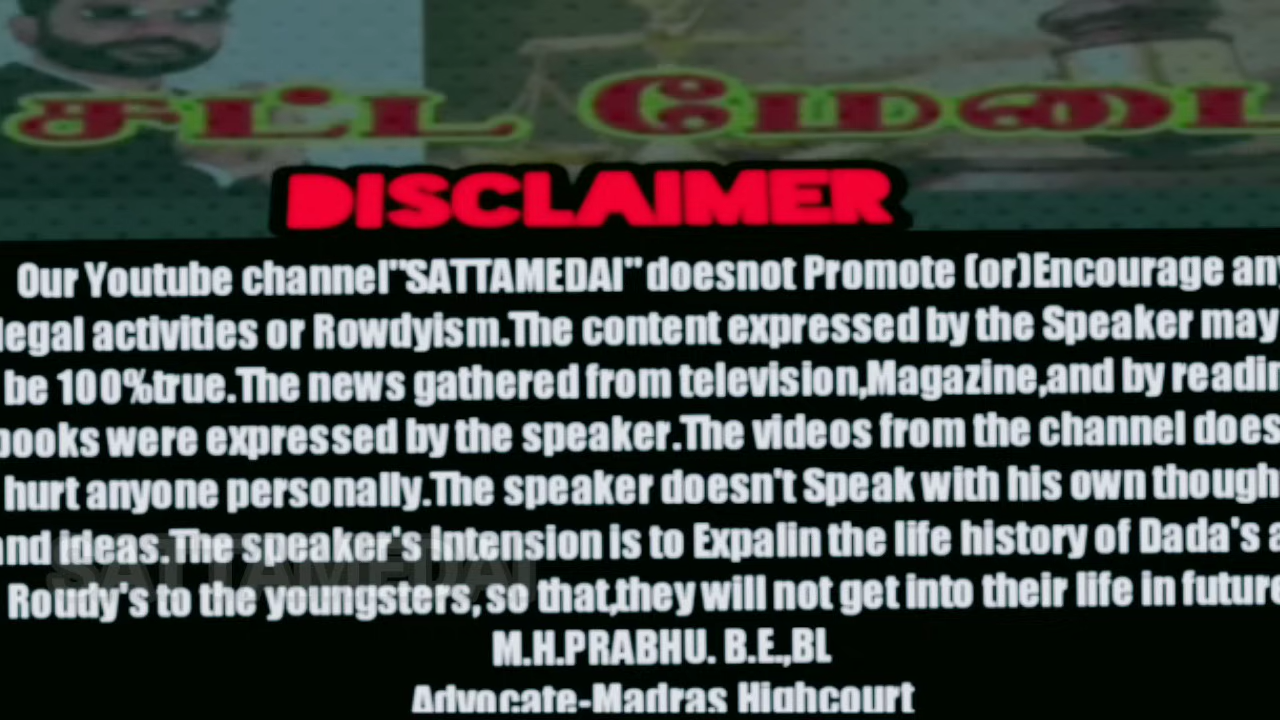 சட்ட மேடை
DISCLAIMER
Our Youtube channel"SATTAMEDAI" doesnot Promote (or)Encourage any
legal activities or Rowdyism.The content expressed by the Speaker may
be 100%true.The news gathered from television,Magazine,and by readin
books were expressed by the speaker.The videos from the channel does
hurt anyone personally.The speaker doesn't Speak with his own though
and ideas.The speaker's Intension is to Expalin the life history of Dada's a
Roudy's to the youngsters, so that,they will not get into their life in future
M.H.PRABHU. B.E.,BL
Advocate-Madras Highcourt
SATTAMEDAI